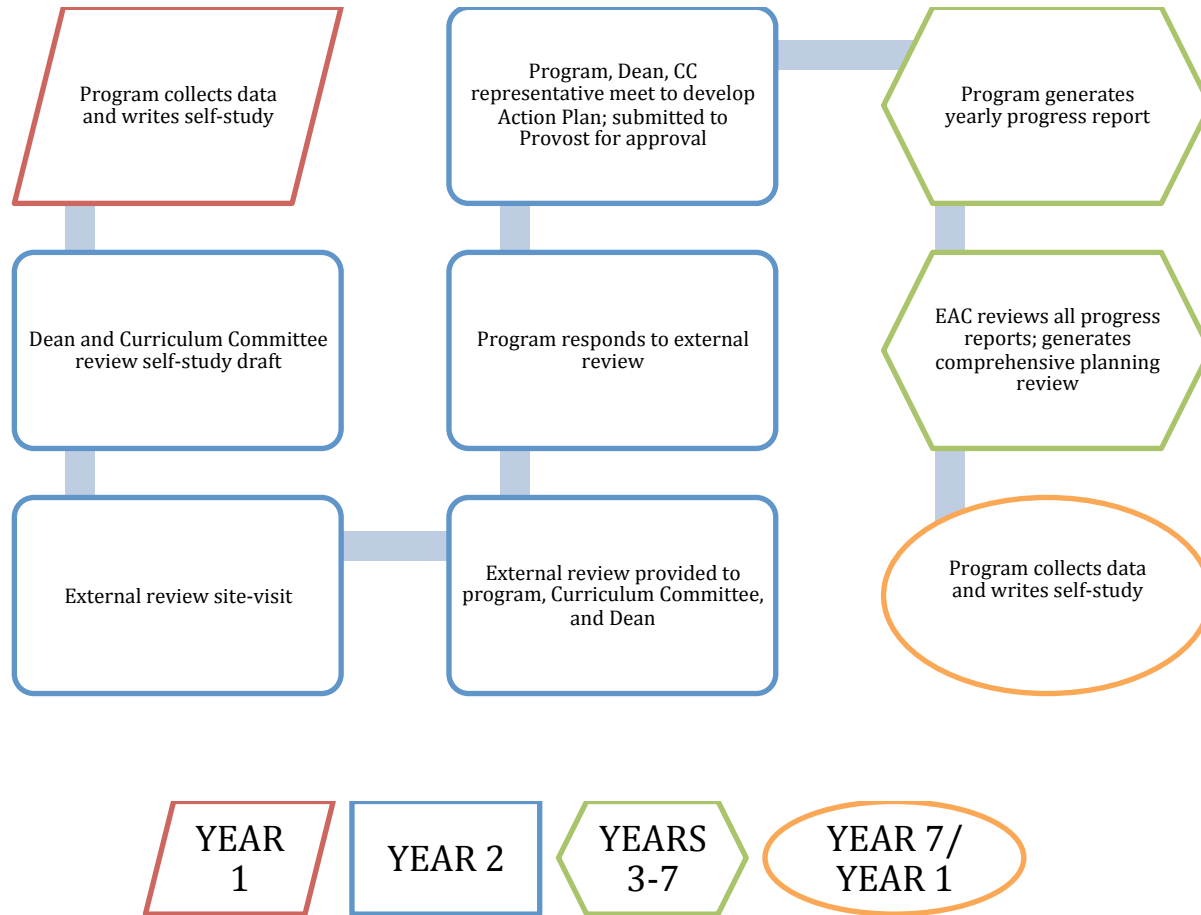 Program collects data
and writes self-study
Dean and Curriculum Committee
review self-study draft
External review site-visit
External review provided to
program, Curriculum Committee,
and Dean
Program responds to external
review
Program, Dean, CC
representative meet to develop
Action Plan; submitted to
Provost for approval
Program generates
yearly progress report
EAC reviews all progress
reports; generates
comprehensive planning
review
Program collects data
and writes self-study
YEAR
1
YEAR 2
YEARS
3-7
YEAR 7/
YEAR 1